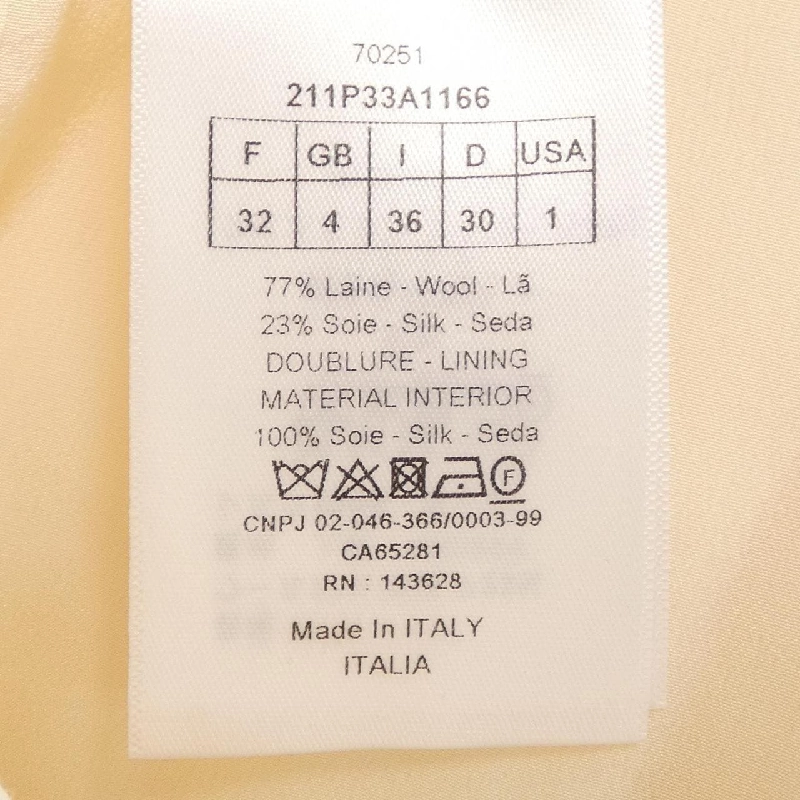 70251
211P33A1166
F GB I D USA
32 4 36 30 1
77% Laine - Wool - Lã
23% Soie - Silk - Seda
DOUBLURE - LINING
MATERIAL INTERIOR
100% Soie - Silk - Seda
F
CNPJ 02-046-366/0003-99
CA65281
RN : 143628
Made In ITALY
ITALIA